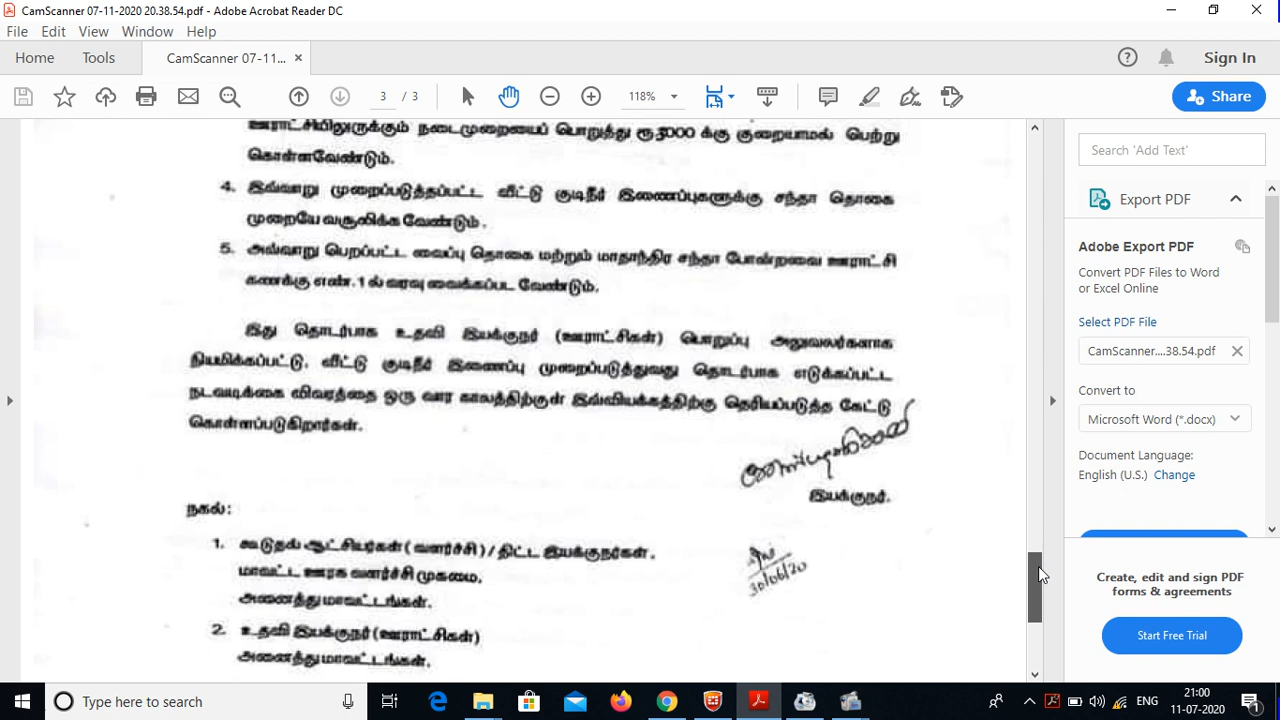 CamScanner 07-11-2020 20.38.54.pdf - Adobe Acrobat Reader DC
File Edit View Window Help
Home Tools CamScanner 07-11... × Sign In
3 / 3 118% Share
ஊராட்சியிலுருக்கும் நடைமுறையைப் பொறுத்து ரூ.3000 க்கு குறையாமல் பெற்று
கொள்ளவேண்டும்.
4. இவ்வாறு முறைப்படுத்தப்பட்ட வீட்டு குடிநீர் இணைப்புகளுக்கு சந்தா தொகை
முறையே வசூலிக்க வேண்டும்.
5. அவ்வாறு பெறப்பட்ட வைப்பு தொகை மற்றும் மாதாந்திர சந்தா போன்றவை ஊராட்சி
கணக்கு எண்.1 ல் வரவு வைக்கப்பட வேண்டும்.
இது தொடர்பாக உதவி இயக்குநர் (ஊராட்சிகள்) பொறுப்பு அலுவலர்களாக
நியமிக்கப்பட்டு, வீட்டு குடிநீர் இணைப்பு முறைப்படுத்துவது தொடர்பாக எடுக்கப்பட்ட
நடவடிக்கை விவரத்தை ஒரு வார காலத்திற்குள் இவ்வியக்கத்திற்கு தெரியப்படுத்த கேட்டு
கொள்ளப்படுகிறார்கள்.
இயக்குநர்.
நகல்:
1. கூடுதல் ஆட்சியர்கள் (வளர்ச்சி) / திட்ட இயக்குநர்கள்,
மாவட்ட ஊரக வளர்ச்சி முகமை,
அனைத்து மாவட்டங்கள்.
30/06/20
2. உதவி இயக்குநர் (ஊராட்சிகள்)
அனைத்து மாவட்டங்கள்.
Search 'Add Text'
Export PDF
Adobe Export PDF
Convert PDF Files to Word
or Excel Online
Select PDF File
CamScanner....38.54.pdf
Convert to
Microsoft Word (*.docx)
Document Language:
English (U.S.) Change
Create, edit and sign PDF
forms & agreements
Start Free Trial
Type here to search
ENG
21:00
11-07-2020
1